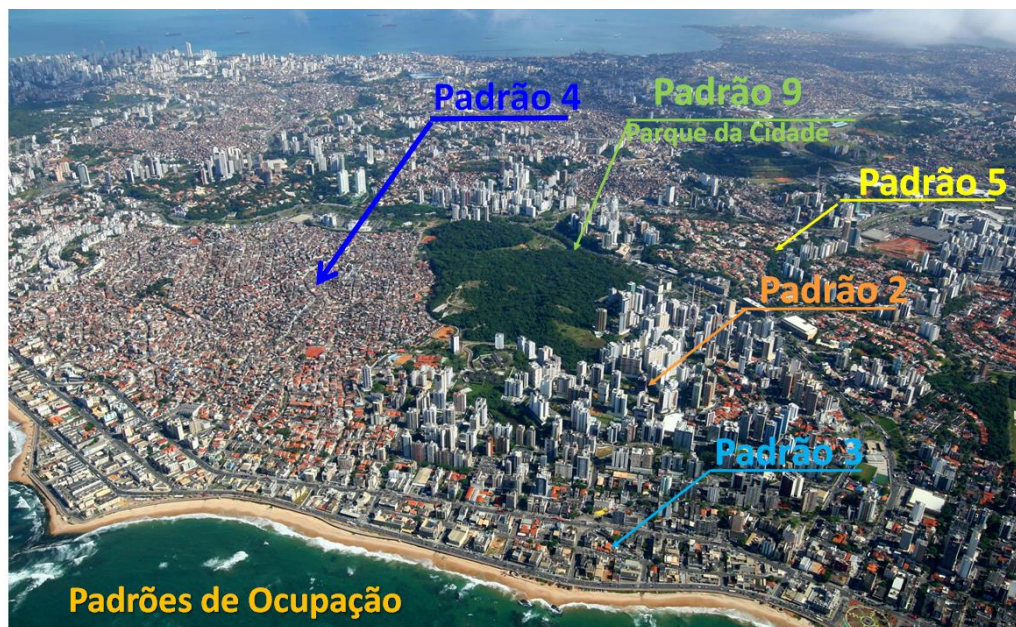 Padrão 4
Padrão 9
Parque da Cidade
Padrão 5
Padrão 2
Padrão 3
Padrões de Ocupação